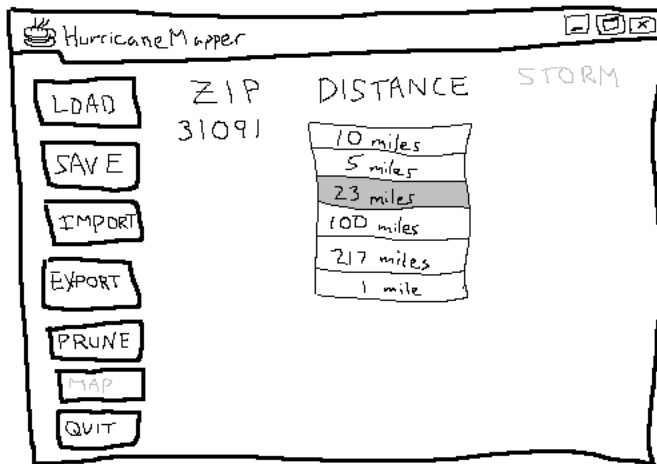 HurricaneMapper
LOAD
SAVE
IMPORT
EXPORT
PRUNE
MAP
QUIT
ZIP
31091
DISTANCE
10 miles
5 miles
23 miles
100 miles
217 miles
1 mile
STORM